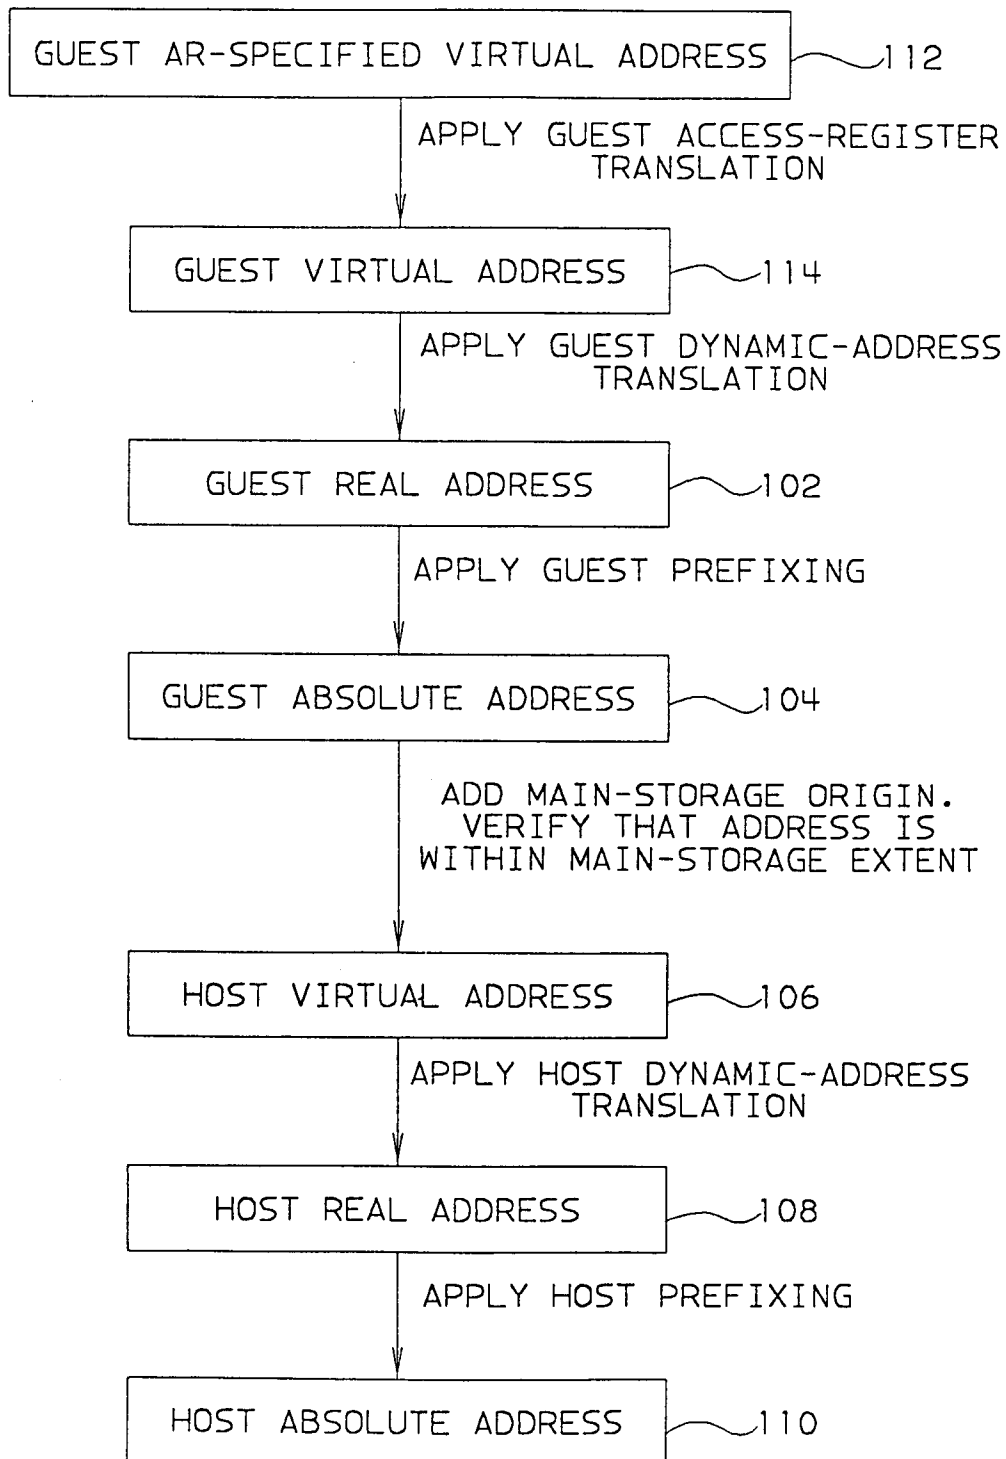 GUEST AR-SPECIFIED VIRTUAL ADDRESS 112
APPLY GUEST ACCESS-REGISTER
TRANSLATION
GUEST VIRTUAL ADDRESS 114
APPLY GUEST DYNAMIC-ADDRESS
TRANSLATION
GUEST REAL ADDRESS 102
APPLY GUEST PREFIXING
GUEST ABSOLUTE ADDRESS 104
ADD MAIN-STORAGE ORIGIN.
VERIFY THAT ADDRESS IS
WITHIN MAIN-STORAGE EXTENT
HOST VIRTUAL ADDRESS 106
APPLY HOST DYNAMIC-ADDRESS
TRANSLATION
HOST REAL ADDRESS 108
APPLY HOST PREFIXING
HOST ABSOLUTE ADDRESS 110